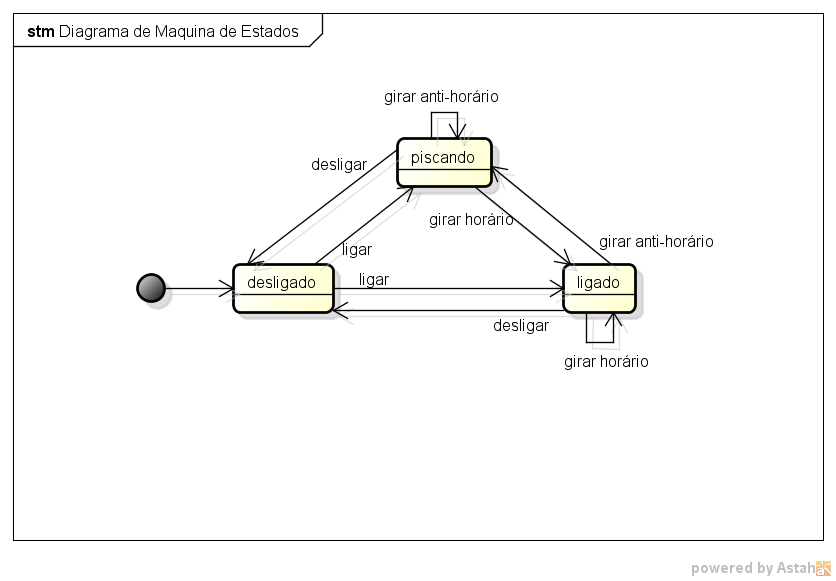 stm Diagrama de Maquina de Estados
girar anti-horário
piscando
desligar
girar horário
ligar
girar anti-horário
desligado
ligar
ligado
desligar
girar horário
powered by Astah